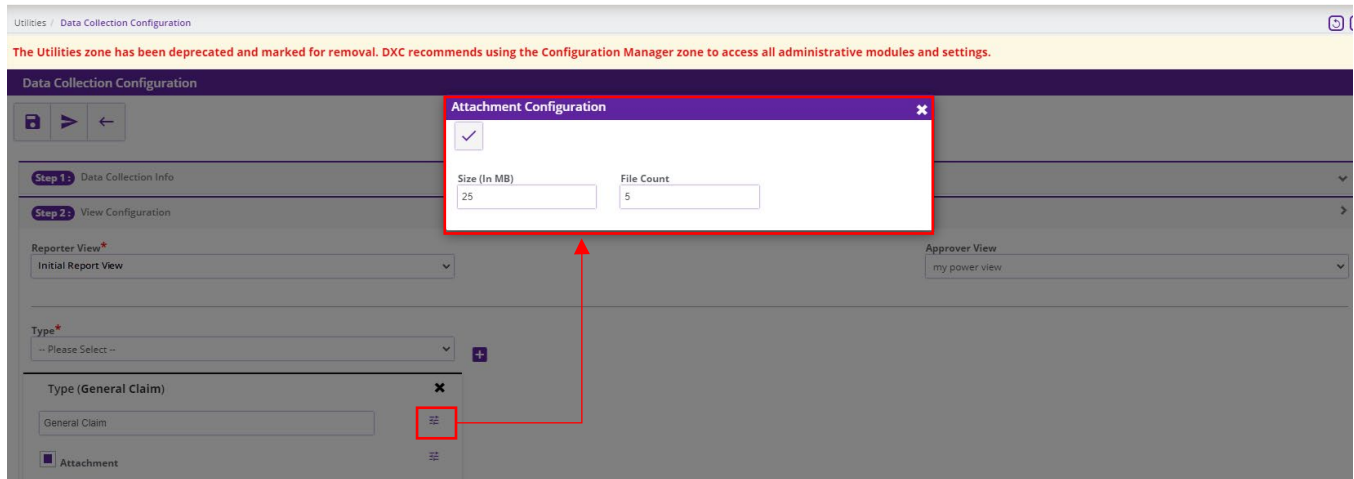 Utilities / Data Collection Configuration
The Utilities zone has been deprecated and marked for removal. DXC recommends using the Configuration Manager zone to access all administrative modules and settings.
Data Collection Configuration
Attachment Configuration
Size (In MB) File Count
25 5
Step 1: Data Collection Info
Step 2: View Configuration
Reporter View* Approver View
Initial Report View my power view
Type*
-- Please Select --
Type (General Claim)
General Claim
Attachment